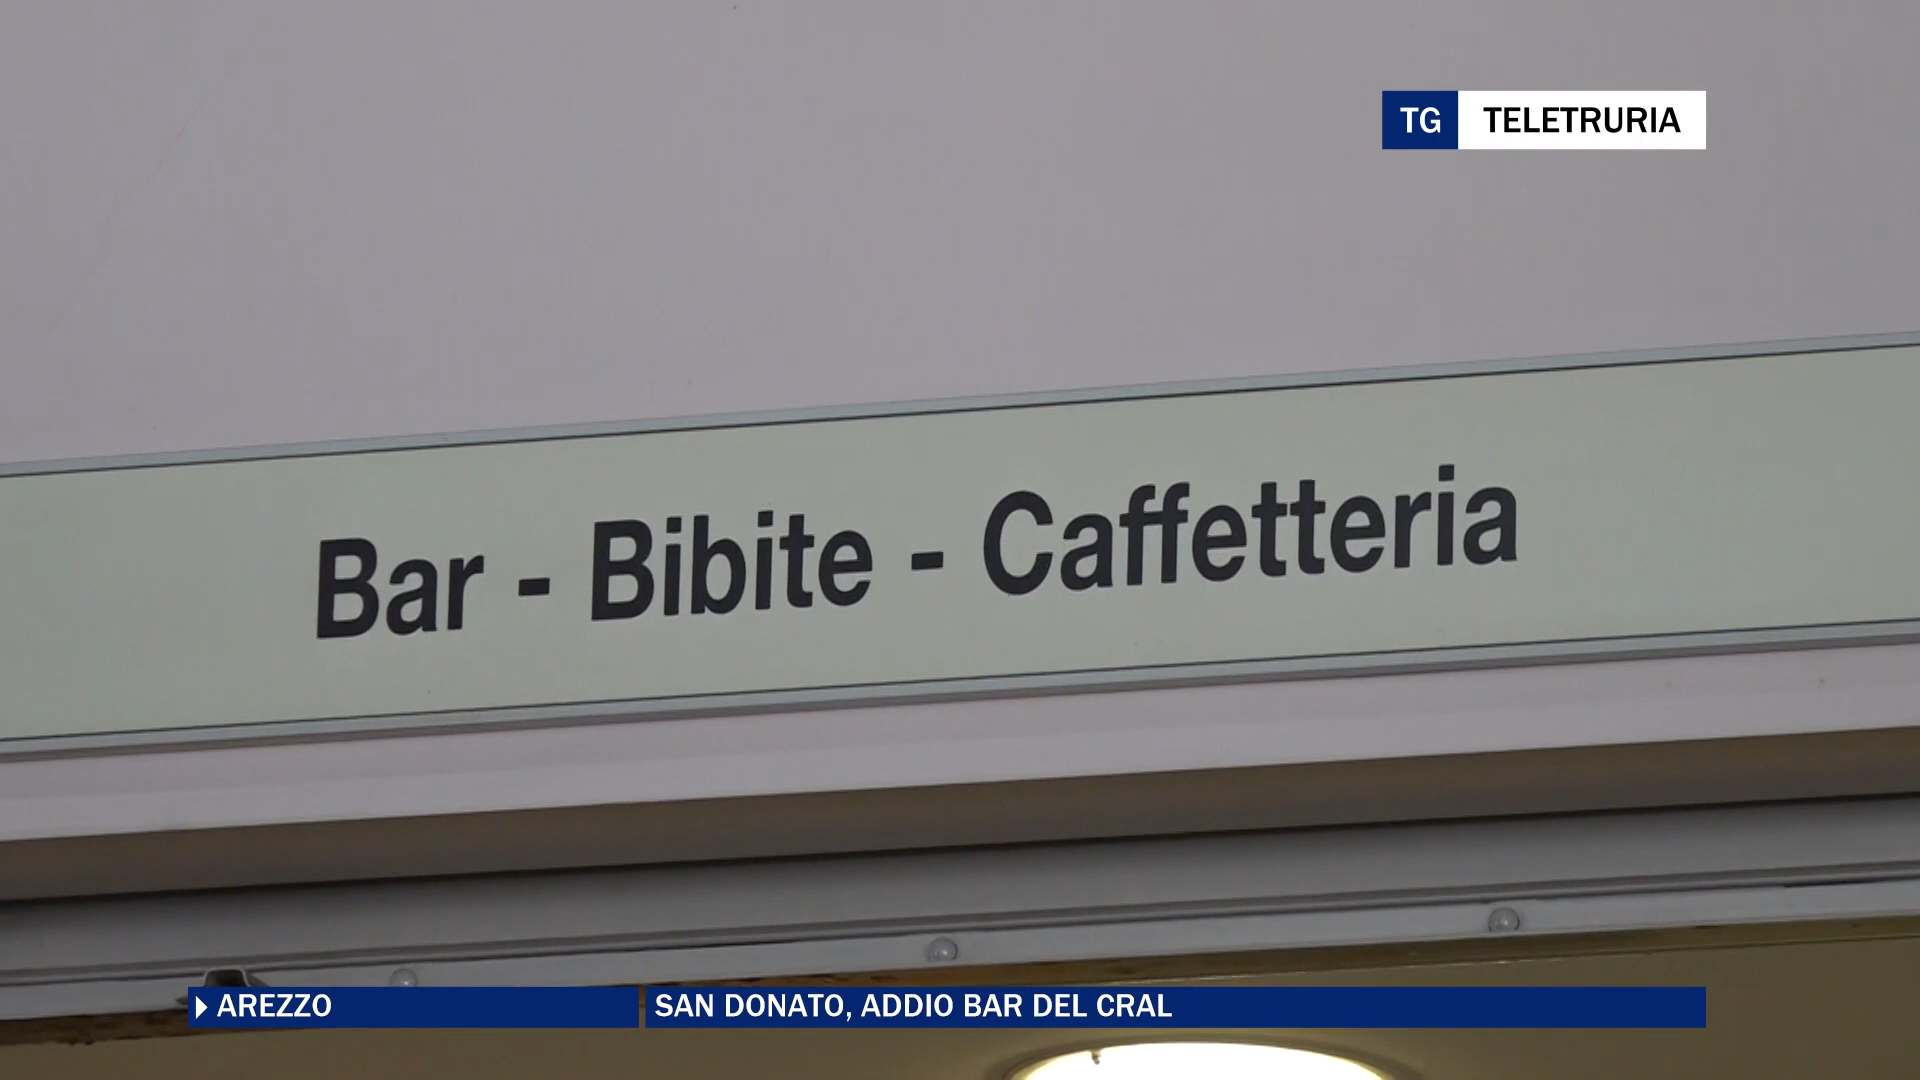 TG TELETRURIA
Bar - Bibite - Caffetteria
AREZZO
SAN DONATO, ADDIO BAR DEL CRAL